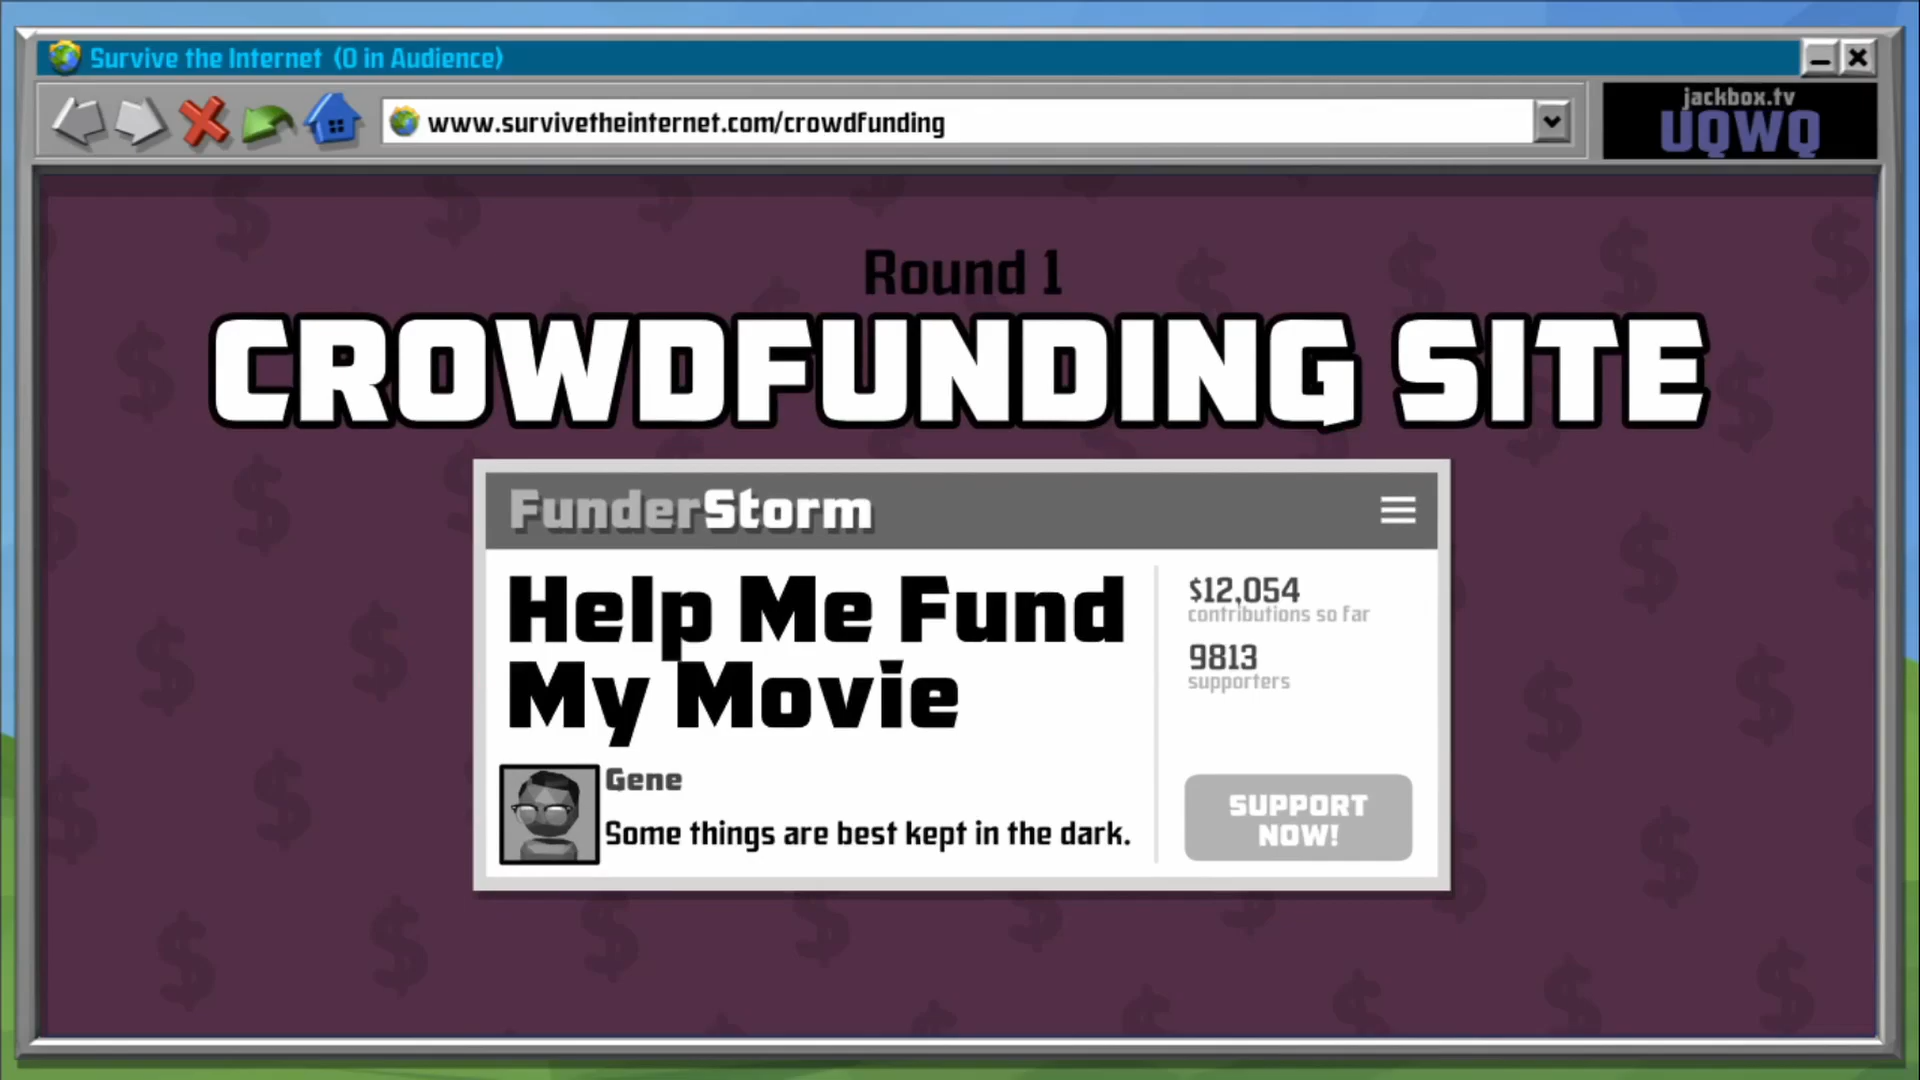 Survive the Internet (0 in Audience)
www.survivetheinternet.com/crowdfunding
jackbox.tv
UQWQ
Round 1
CROWDFUNDING SITE
FunderStorm
Help Me Fund
My Movie
$12,054
contributions so far
9813
supporters
Gene
Some things are best kept in the dark.
SUPPORT
NOW!